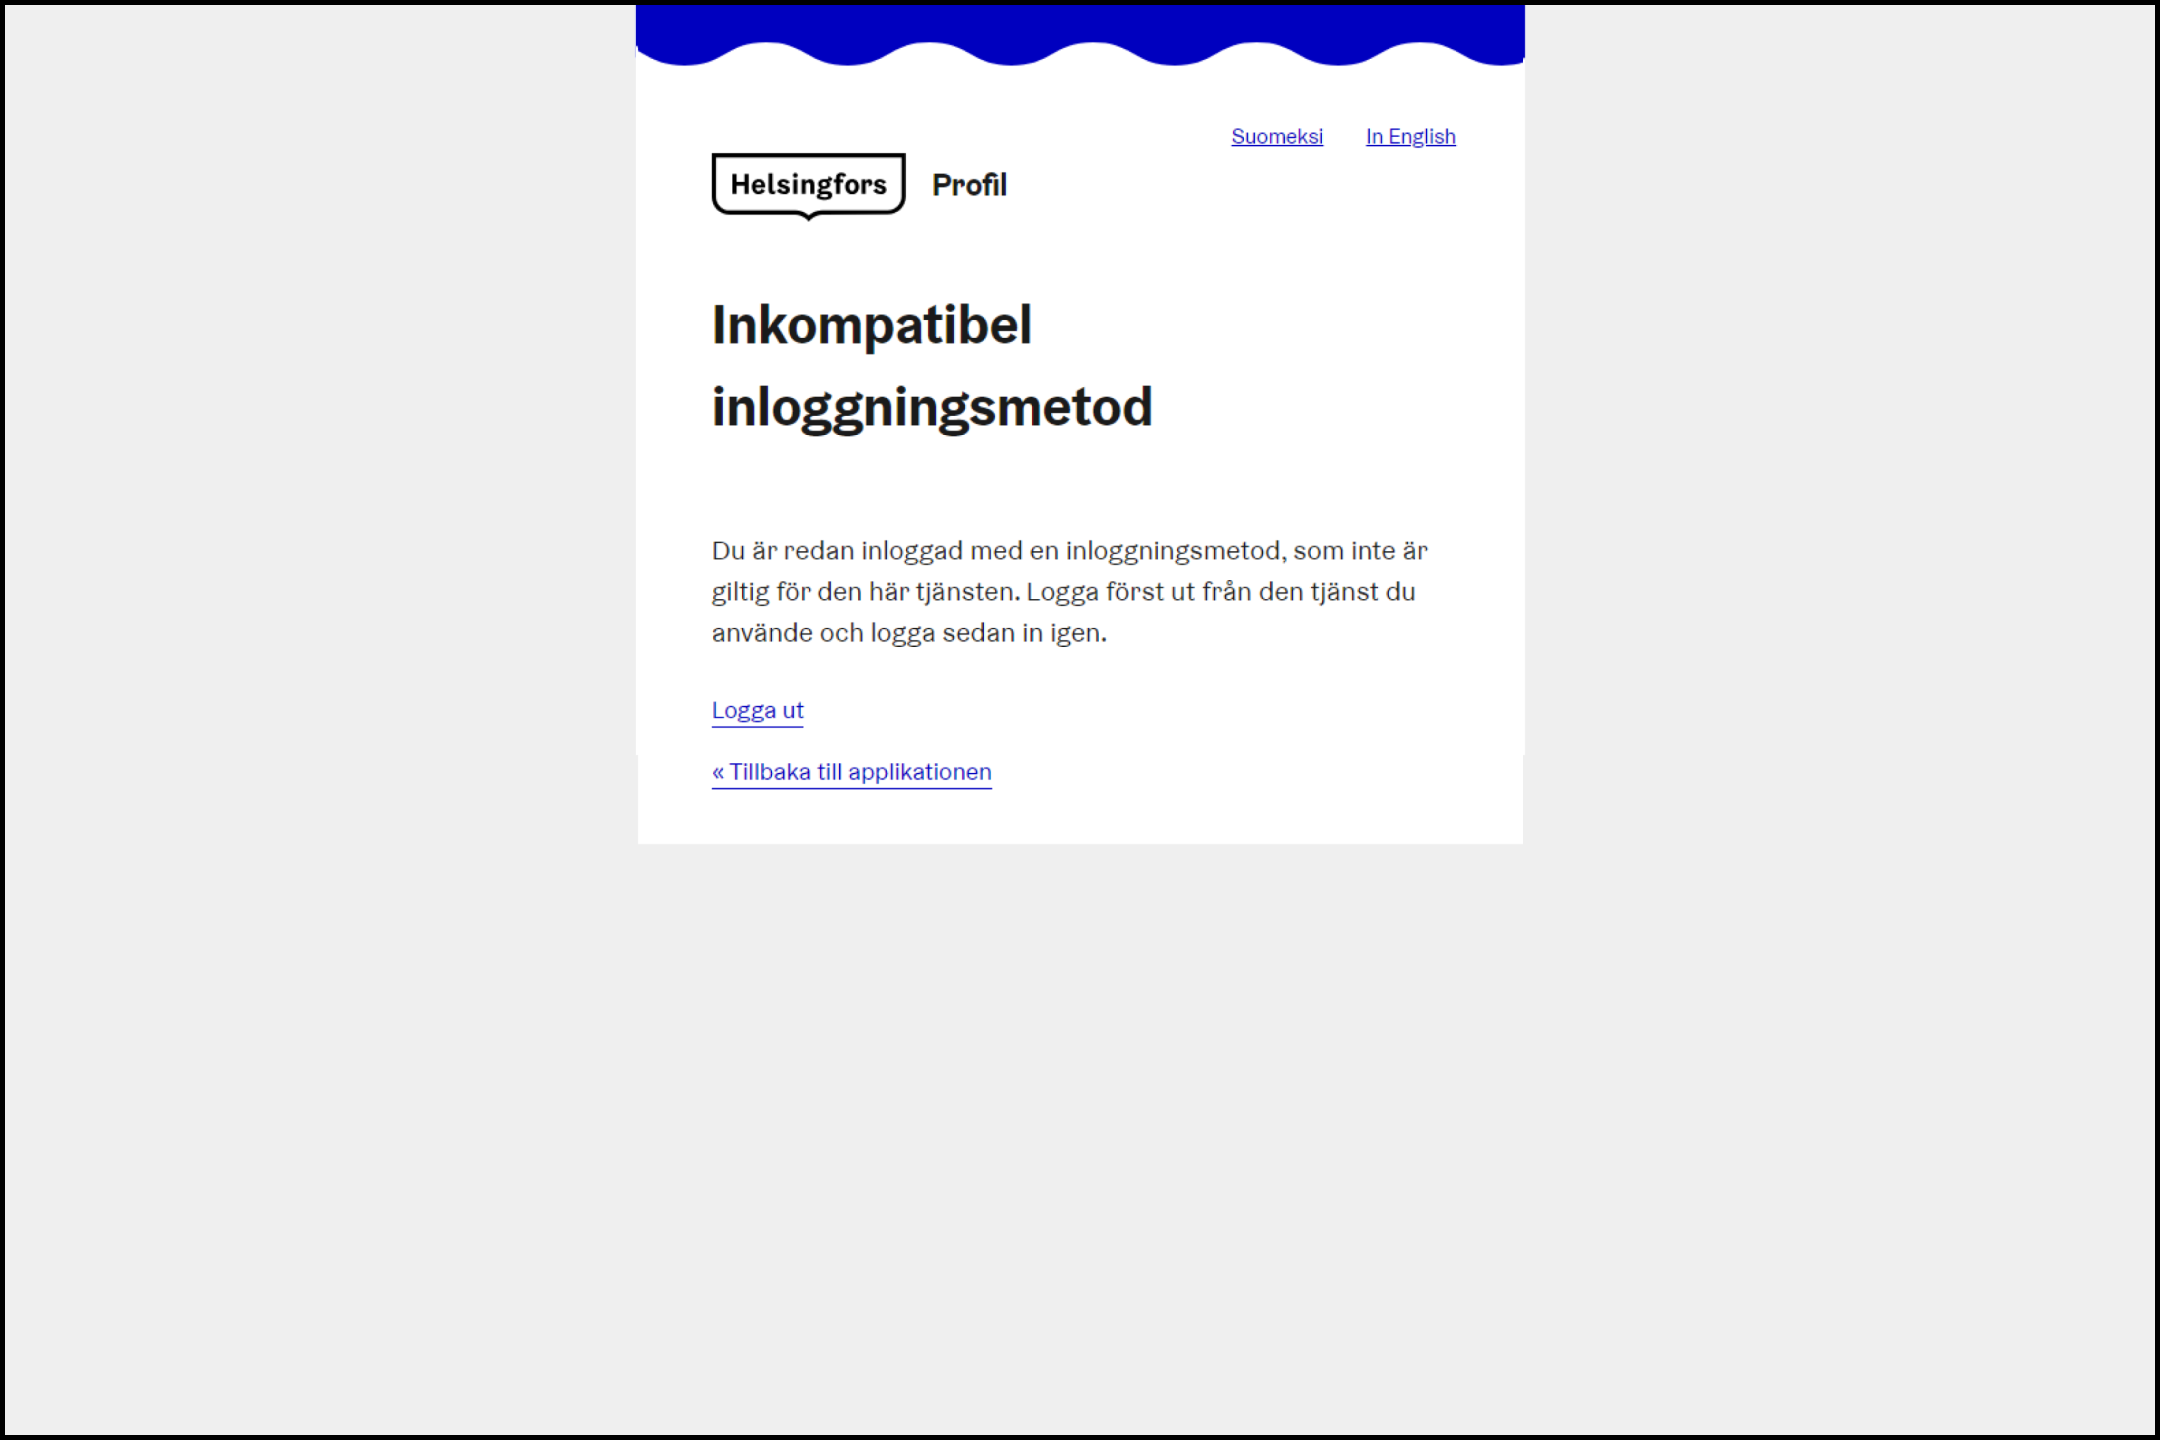 Suomeksi In English
Helsingfors Profil
Inkompatibel
inloggningsmetod
Du är redan inloggad med en inloggningsmetod, som inte är
giltig för den här tjänsten. Logga först ut från den tjänst du
använde och logga sedan in igen.
Logga ut
« Tillbaka till applikationen